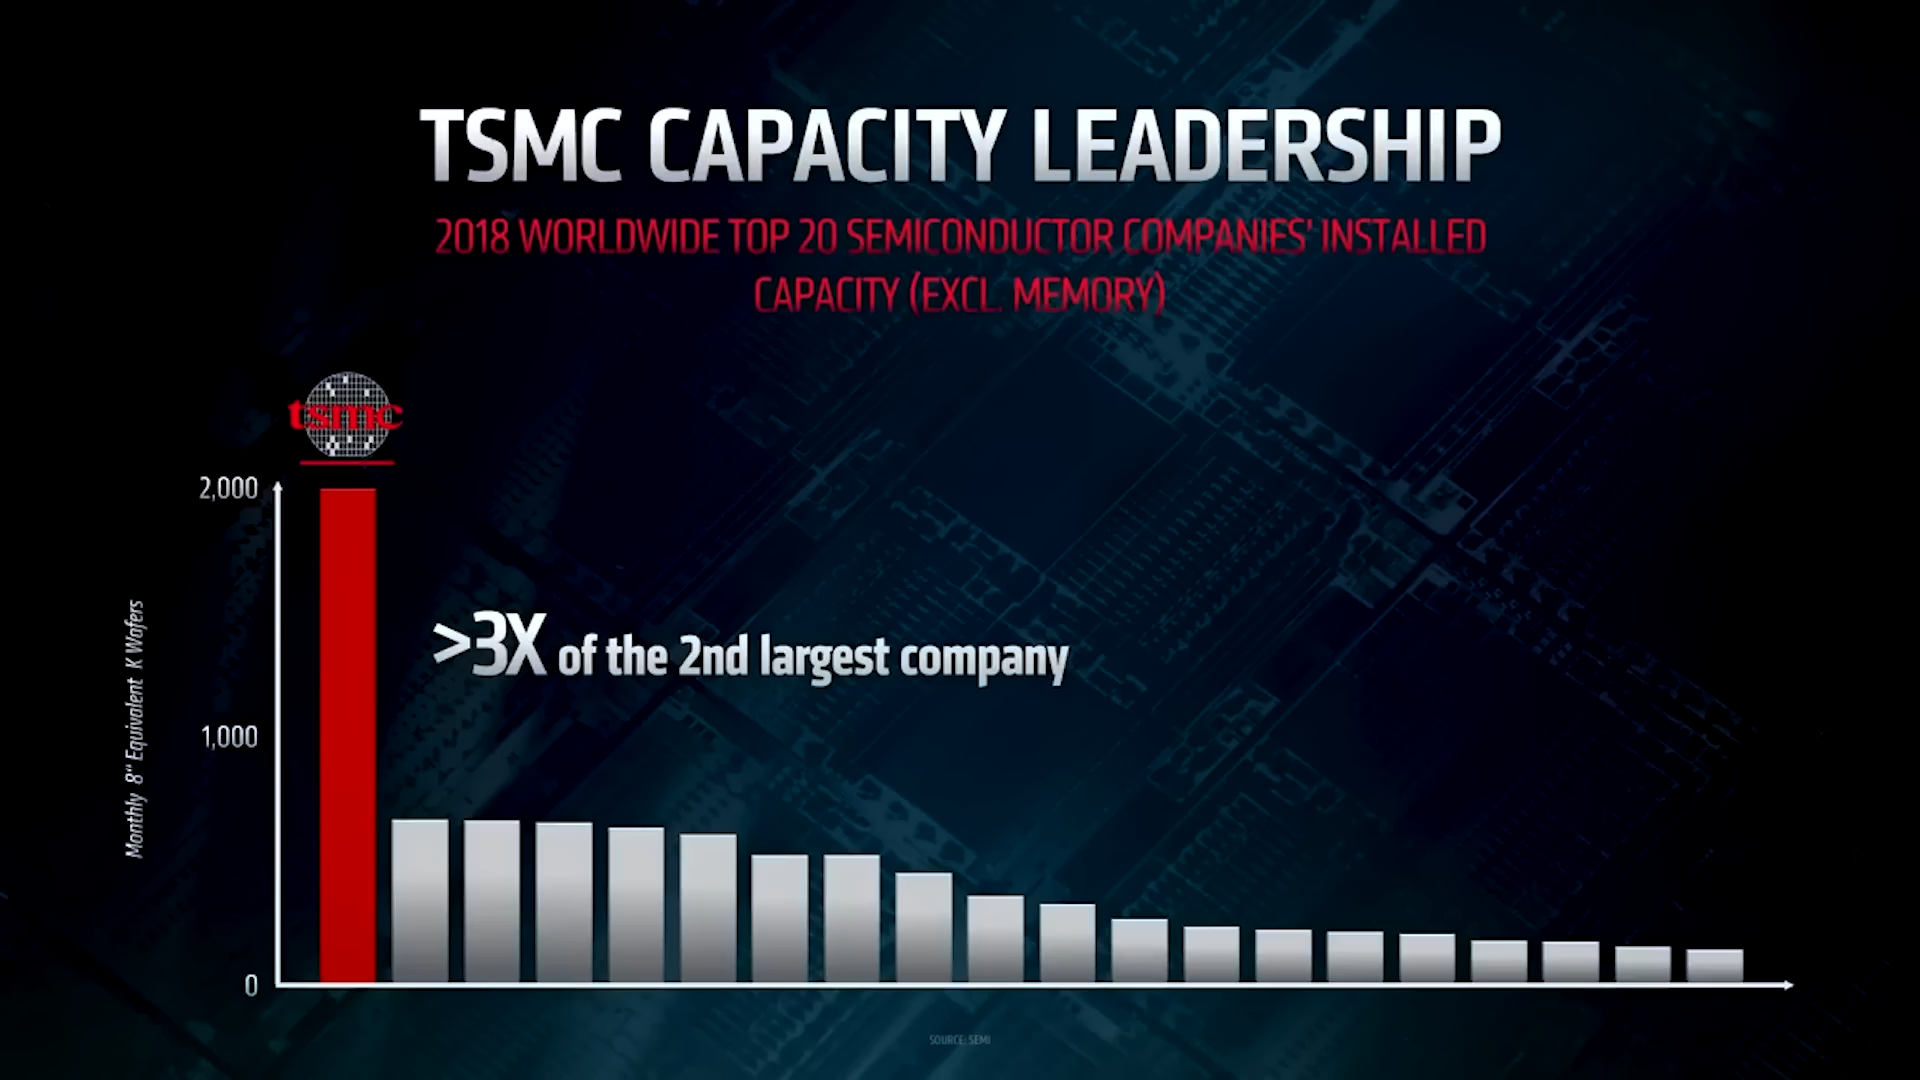 TSMC CAPACITY LEADERSHIP
2018 WORLDWIDE TOP 20 SEMICONDUCTOR COMPANIES' INSTALLED
CAPACITY (EXCL. MEMORY)
tsmc
2,000
>3X of the 2nd largest company
1,000
Monthly 8" Equivalent K Wafers
0
SOURCE: SEMI